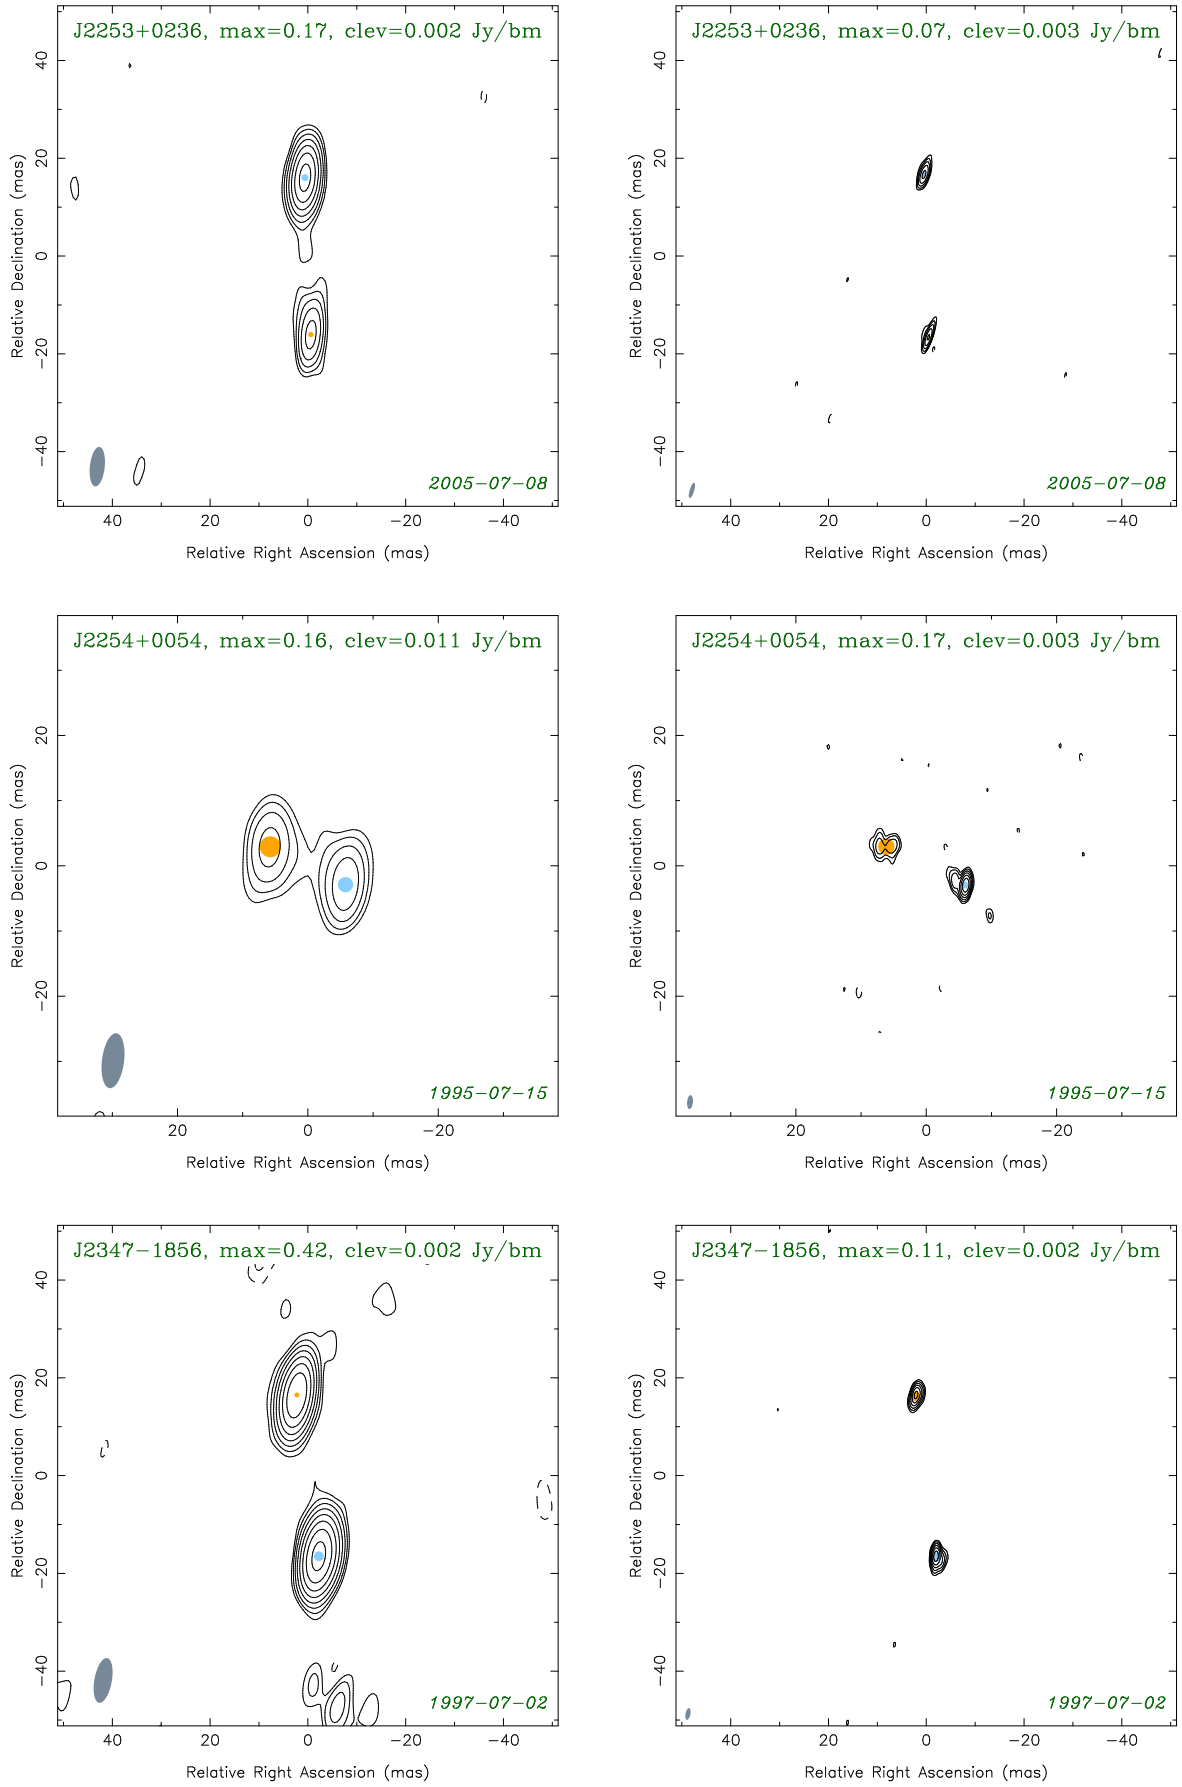 J2253+0236, max=0.17, clev=0.002 Jy/bm
40
20
0
−20
−40
Relative Declination (mas)
2005−07−08
40 20 0 −20 −40
Relative Right Ascension (mas)
J2253+0236, max=0.07, clev=0.003 Jy/bm
40
20
0
−20
−40
Relative Declination (mas)
2005−07−08
40 20 0 −20 −40
Relative Right Ascension (mas)
J2254+0054, max=0.16, clev=0.011 Jy/bm
20
0
−20
Relative Declination (mas)
1995−07−15
20 0 −20
Relative Right Ascension (mas)
J2254+0054, max=0.17, clev=0.003 Jy/bm
20
0
−20
Relative Declination (mas)
1995−07−15
20 0 −20
Relative Right Ascension (mas)
J2347−1856, max=0.42, clev=0.002 Jy/bm
40
20
0
−20
−40
Relative Declination (mas)
1997−07−02
40 20 0 −20 −40
Relative Right Ascension (mas)
J2347−1856, max=0.11, clev=0.002 Jy/bm
40
20
0
−20
−40
Relative Declination (mas)
1997−07−02
40 20 0 −20 −40
Relative Right Ascension (mas)